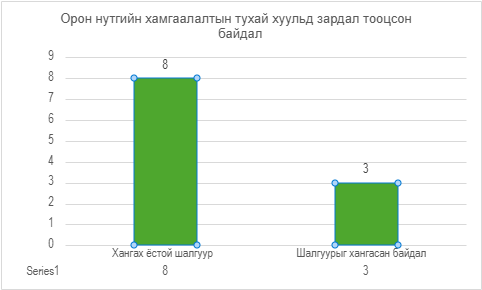 Орон нутгийн хамгаалалтын тухай хуульд зардал тооцсон
байдал
9
8
7
6
5
4
3
2
1
0
8
3
Хангах ёстой шалгуур
Шалгуурыг хангасан байдал
Series1 8 3